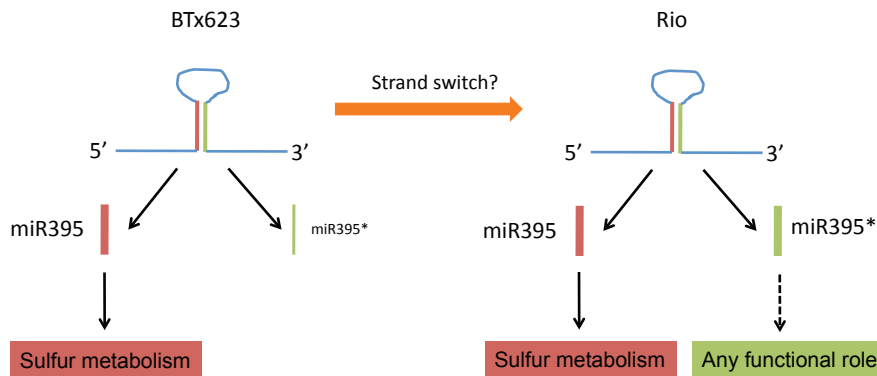 BTx623
Rio
Strand switch?
5’
3’
5’
3’
miR395
miR395*
miR395
miR395*
Sulfur metabolism
Sulfur metabolism
Any functional role